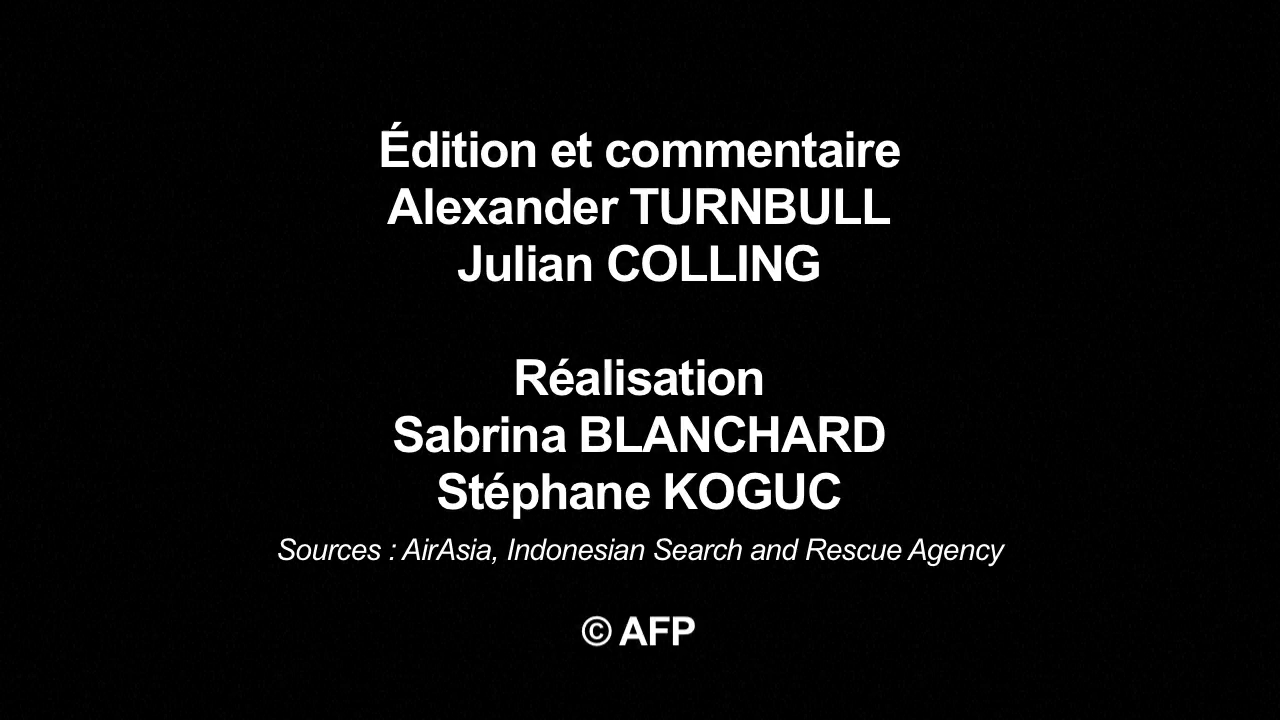 Édition et commentaire
Alexander TURNBULL
Julian COLLING
Réalisation
Sabrina BLANCHARD
Stéphane KOGUC
Sources : AirAsia, Indonesian Search and Rescue Agency
© AFP